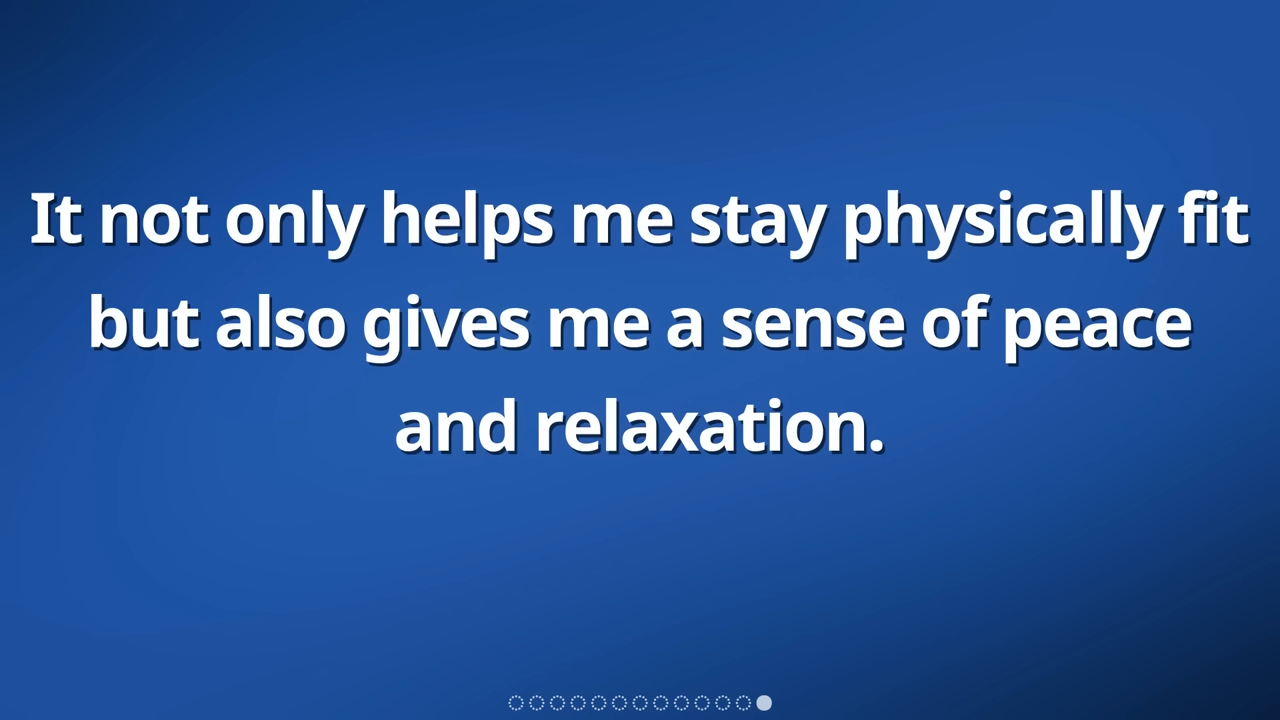 It not only helps me stay physically fit
but also gives me a sense of peace
and relaxation.